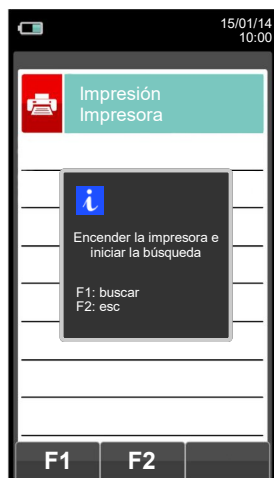 15/01/14
10:00
Impresión
Impresora
i
Encender la impresora e
iniciar la búsqueda
F1: buscar
F2: esc
F1 F2